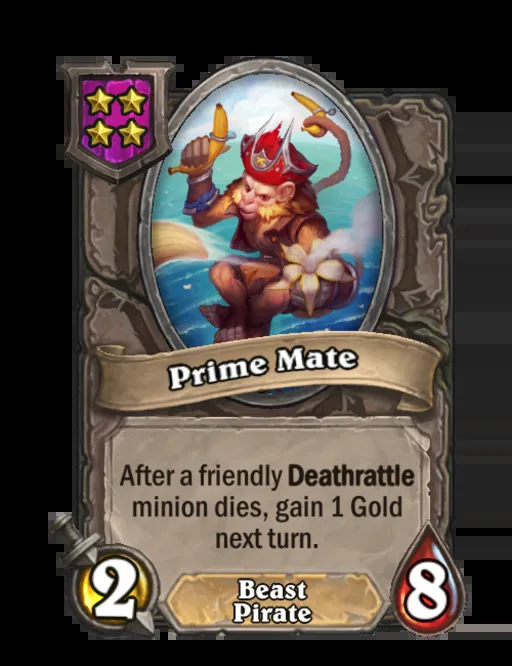 Prime Mate
After a friendly Deathrattle
minion dies, gain 1 Gold
next turn.
2
Beast
Pirate
8